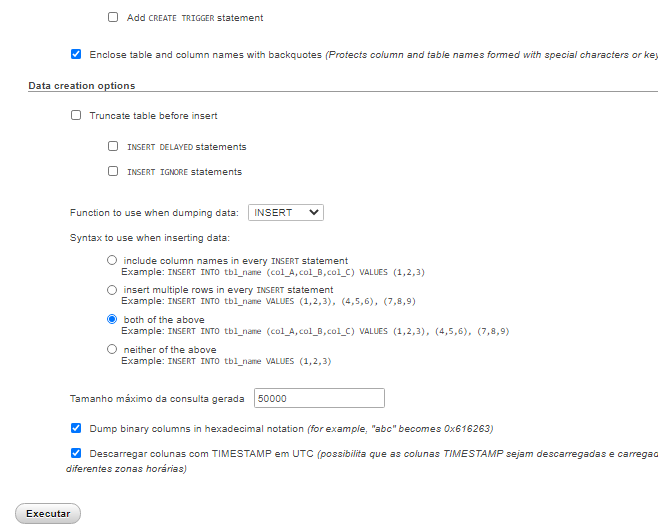 Add CREATE TRIGGER statement
Enclose table and column names with backquotes (Protects column and table names formed with special characters or key
Data creation options
Truncate table before insert
INSERT DELAYED statements
INSERT IGNORE statements
Function to use when dumping data: INSERT
Syntax to use when inserting data:
include column names in every INSERT statement
Example: INSERT INTO tbl_name (col_A,col_B,col_C) VALUES (1,2,3)
insert multiple rows in every INSERT statement
Example: INSERT INTO tbl_name VALUES (1,2,3), (4,5,6), (7,8,9)
both of the above
Example: INSERT INTO tbl_name (col_A,col_B,col_C) VALUES (1,2,3), (4,5,6), (7,8,9)
neither of the above
Example: INSERT INTO tbl_name VALUES (1,2,3)
Tamanho máximo da consulta gerada 50000
Dump binary columns in hexadecimal notation (for example, "abc" becomes 0x616263)
Descarregar colunas com TIMESTAMP em UTC (possibilita que as colunas TIMESTAMP sejam descarregadas e carregad
diferentes zonas horárias)
Executar